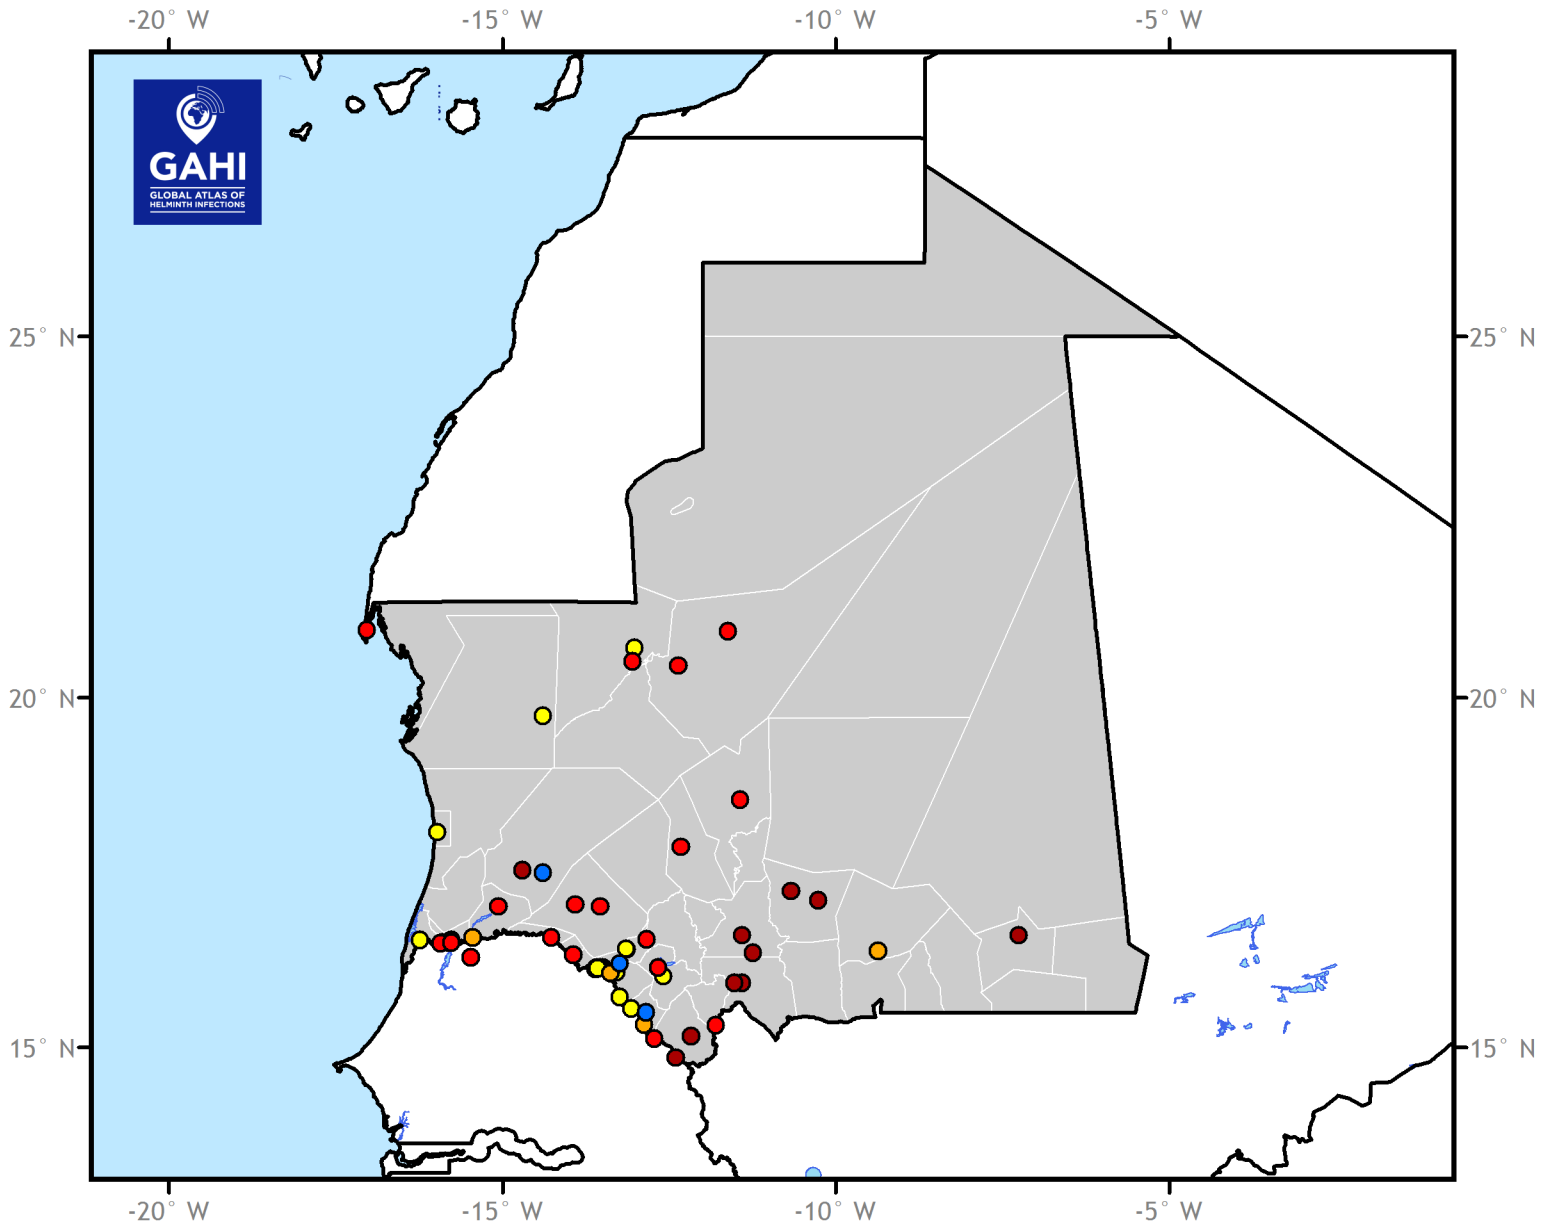 -20° W -15° W -10° W -5° W
GAHI
GLOBAL ATLAS OF
HELMINTH INFECTIONS
25° N 25° N
20° N 20° N
15° N 15° N
-20° W -15° W -10° W -5° W